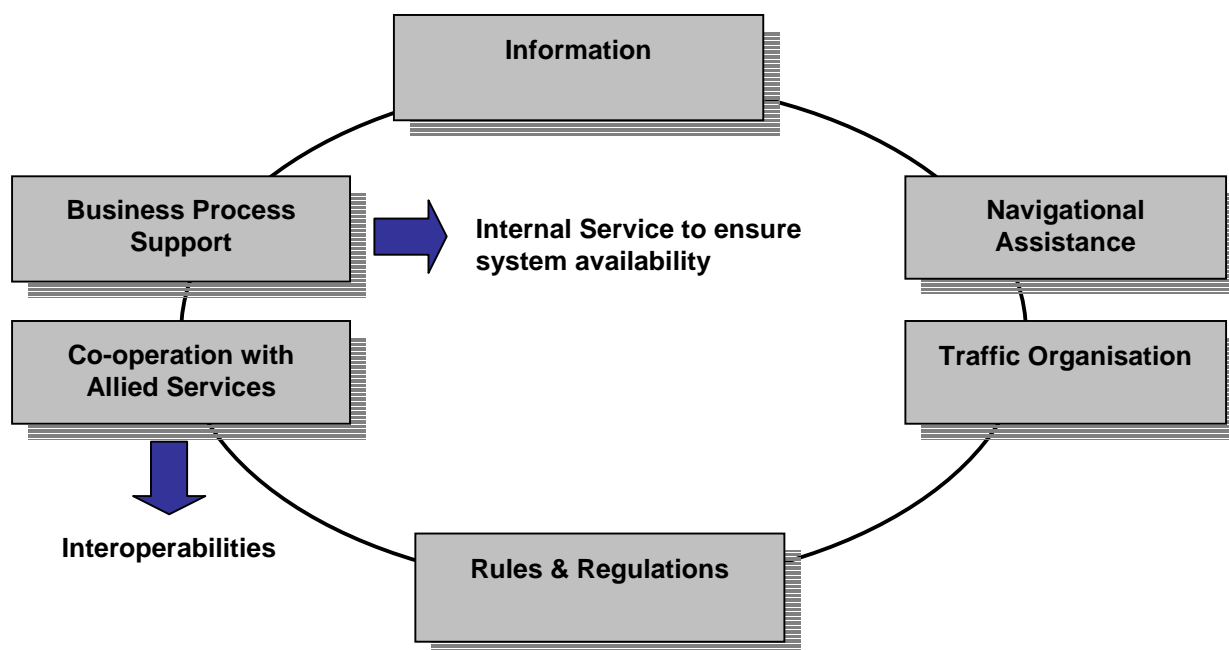 Information
Business Process
Support
Internal Service to ensure
system availability
Navigational
Assistance
Co-operation with
Allied Services
Traffic Organisation
Interoperabilities
Rules & Regulations